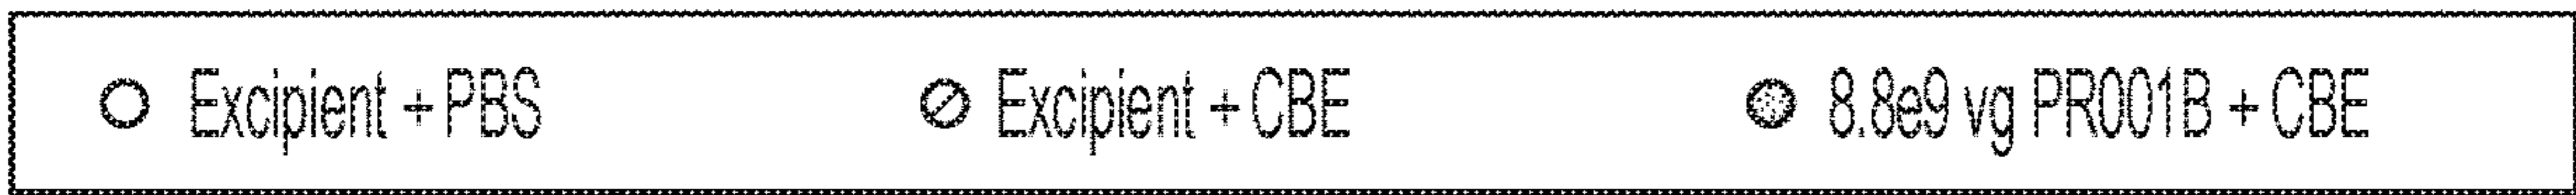 Excipient + PBS Excipient + CBE 8.8e9 vg PR001B + CBE